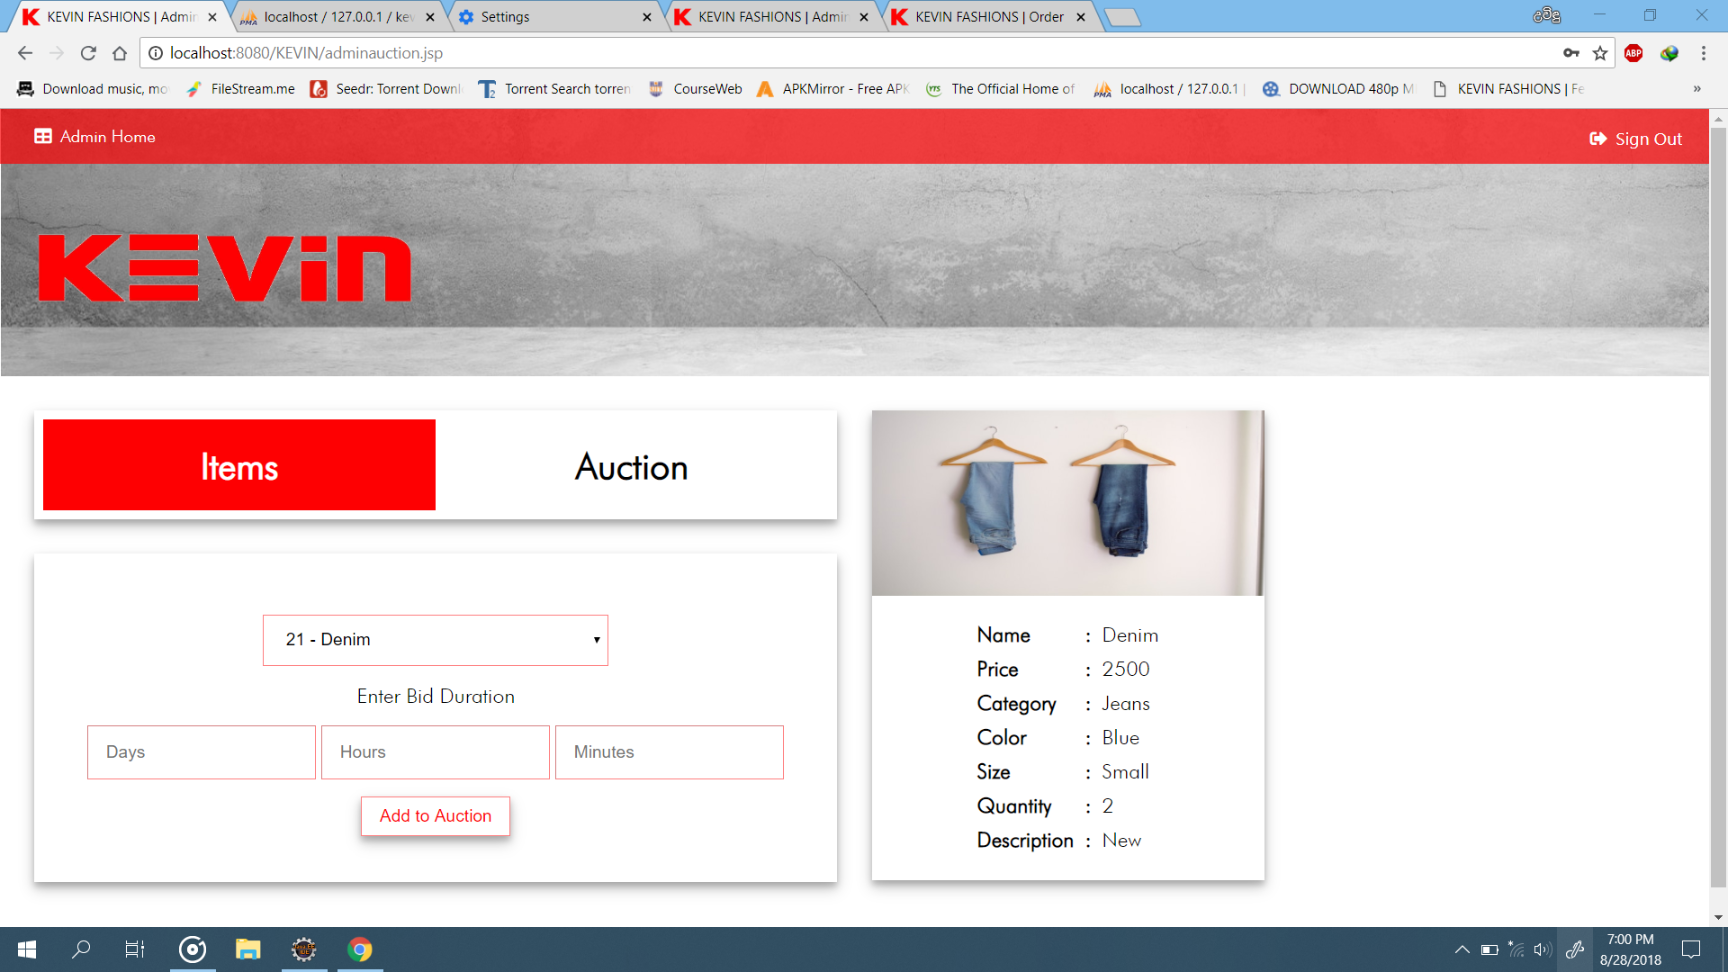 KEVIN FASHIONS | Admin
localhost / 127.0.0.1 / kev
Settings
KEVIN FASHIONS | Admin
KEVIN FASHIONS | Order
localhost:8080/KEVIN/adminauction.jsp
ABP
Download music, mo
FileStream.me
Seedr: Torrent Downl
Torrent Search torren
CourseWeb
APKMirror - Free APK
The Official Home of
localhost / 127.0.0.1 |
DOWNLOAD 480p M
KEVIN FASHIONS | Fe
»
Admin Home
Sign Out
KEViN
Items
Auction
21 - Denim
Enter Bid Duration
Days
Hours
Minutes
Add to Auction
Name : Denim
Price : 2500
Category : Jeans
Color : Blue
Size : Small
Quantity : 2
Description : New
7:00 PM
8/28/2018